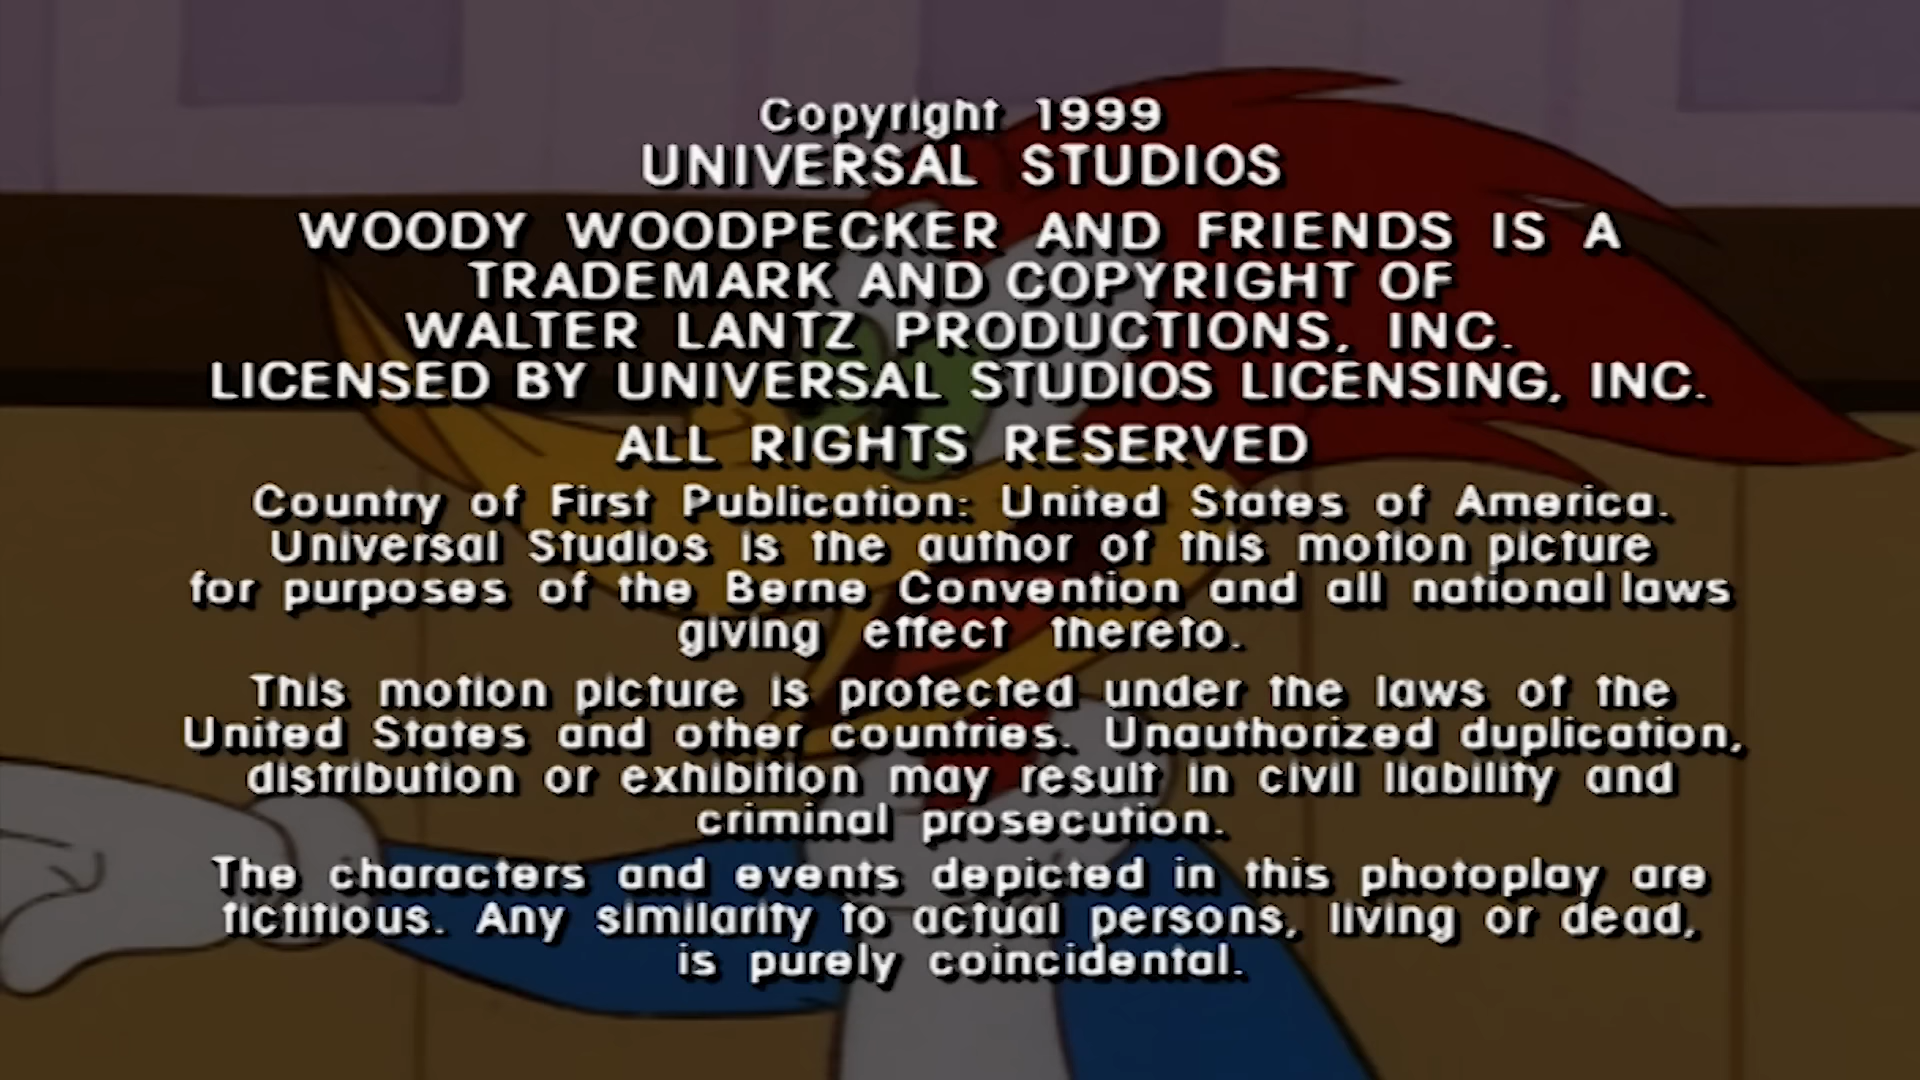 Copyright 1999
UNIVERSAL STUDIOS
WOODY WOODPECKER AND FRIENDS IS A
TRADEMARK AND COPYRIGHT OF
WALTER LANTZ PRODUCTIONS, INC.
LICENSED BY UNIVERSAL STUDIOS LICENSING, INC.
ALL RIGHTS RESERVED
Country of First Publication: United States of America.
Universal Studios is the author of this motion picture
for purposes of the Berne Convention and all national laws
giving effect thereto.
This motion picture is protected under the laws of the
United States and other countries. Unauthorized duplication,
distribution or exhibition may result in civil liability and
criminal prosecution.
The characters and events depicted in this photoplay are
fictitious. Any similarity to actual persons, living or dead,
is purely coincidental.